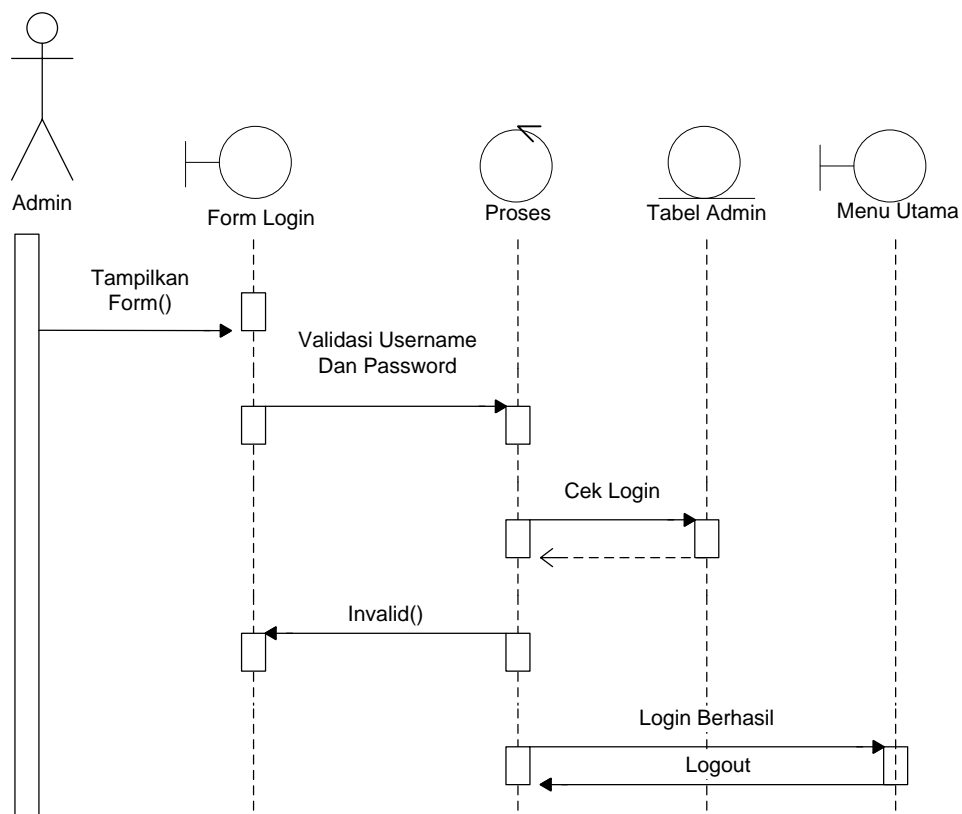 Admin
Form Login
Proses
Tabel Admin
Menu Utama
Tampilkan
Form()
Validasi Username
Dan Password
Cek Login
Invalid()
Login Berhasil
Logout